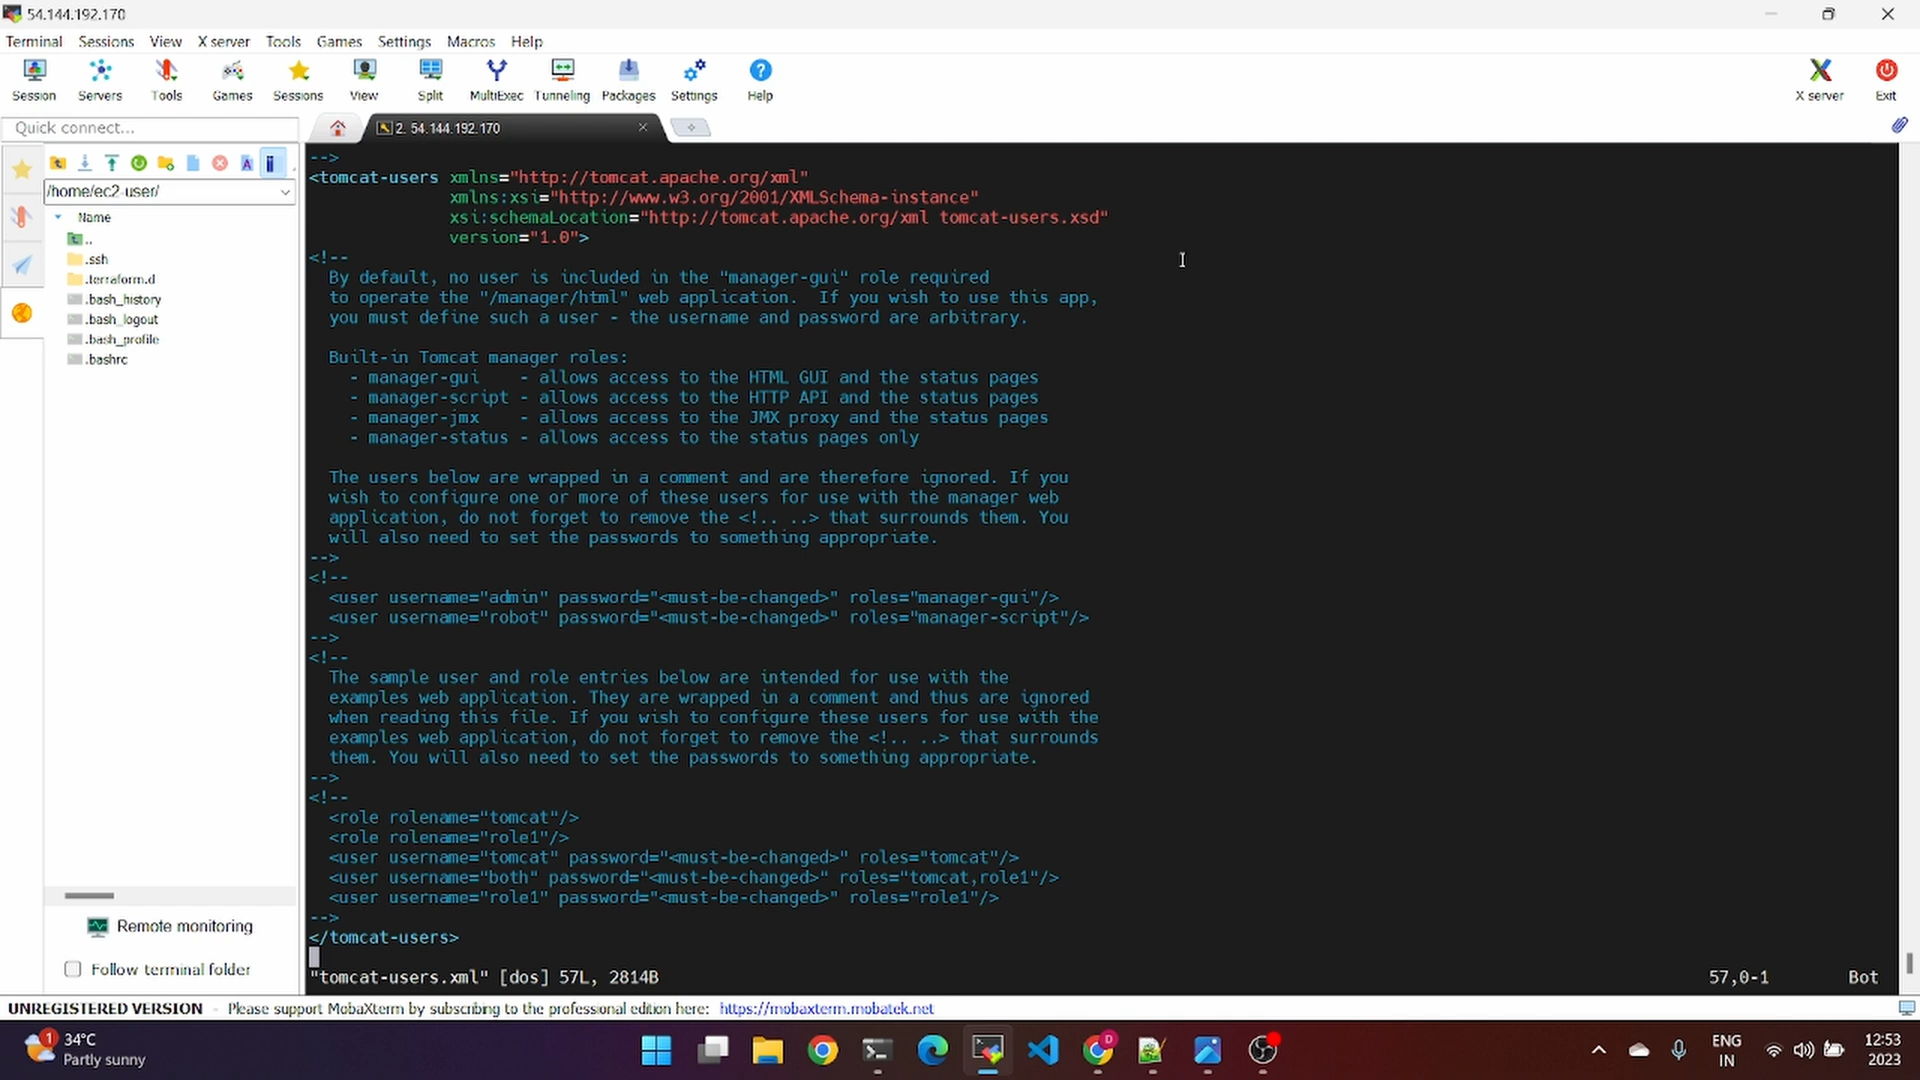 54.144.192.170
Terminal Sessions View X server Tools Games Settings Macros Help
Session Servers Tools Games Sessions View Split MultiExec Tunneling Packages Settings Help X server Exit
Quick connect...
2. 54.144.192.170
/home/ec2-user/
Name
..
.ssh
.terraform.d
.bash_history
.bash_logout
.bash_profile
.bashrc
Remote monitoring
Follow terminal folder
-->
<tomcat-users xmlns="http://tomcat.apache.org/xml"
xmlns:xsi="http://www.w3.org/2001/XMLSchema-instance"
xsi:schemaLocation="http://tomcat.apache.org/xml tomcat-users.xsd"
version="1.0">
<!--
By default, no user is included in the "manager-gui" role required
to operate the "/manager/html" web application.  If you wish to use this app,
you must define such a user - the username and password are arbitrary.
Built-in Tomcat manager roles:
- manager-gui    - allows access to the HTML GUI and the status pages
- manager-script - allows access to the HTTP API and the status pages
- manager-jmx    - allows access to the JMX proxy and the status pages
- manager-status - allows access to the status pages only
The users below are wrapped in a comment and are therefore ignored. If you
wish to configure one or more of these users for use with the manager web
application, do not forget to remove the <!.. ..> that surrounds them. You
will also need to set the passwords to something appropriate.
-->
<!--
<user username="admin" password="<must-be-changed>" roles="manager-gui"/>
<user username="robot" password="<must-be-changed>" roles="manager-script"/>
-->
<!--
The sample user and role entries below are intended for use with the
examples web application. They are wrapped in a comment and thus are ignored
when reading this file. If you wish to configure these users for use with the
examples web application, do not forget to remove the <!.. ..> that surrounds
them. You will also need to set the passwords to something appropriate.
-->
<!--
<role rolename="tomcat"/>
<role rolename="role1"/>
<user username="tomcat" password="<must-be-changed>" roles="tomcat"/>
<user username="both" password="<must-be-changed>" roles="tomcat,role1"/>
<user username="role1" password="<must-be-changed>" roles="role1"/>
-->
</tomcat-users>
"tomcat-users.xml" [dos] 57L, 2814B 57,0-1 Bot
UNREGISTERED VERSION - Please support MobaXterm by subscribing to the professional edition here: https://mobaxterm.mobatek.net
1 34°C
Partly sunny
D
ENG
IN
12:53
2023